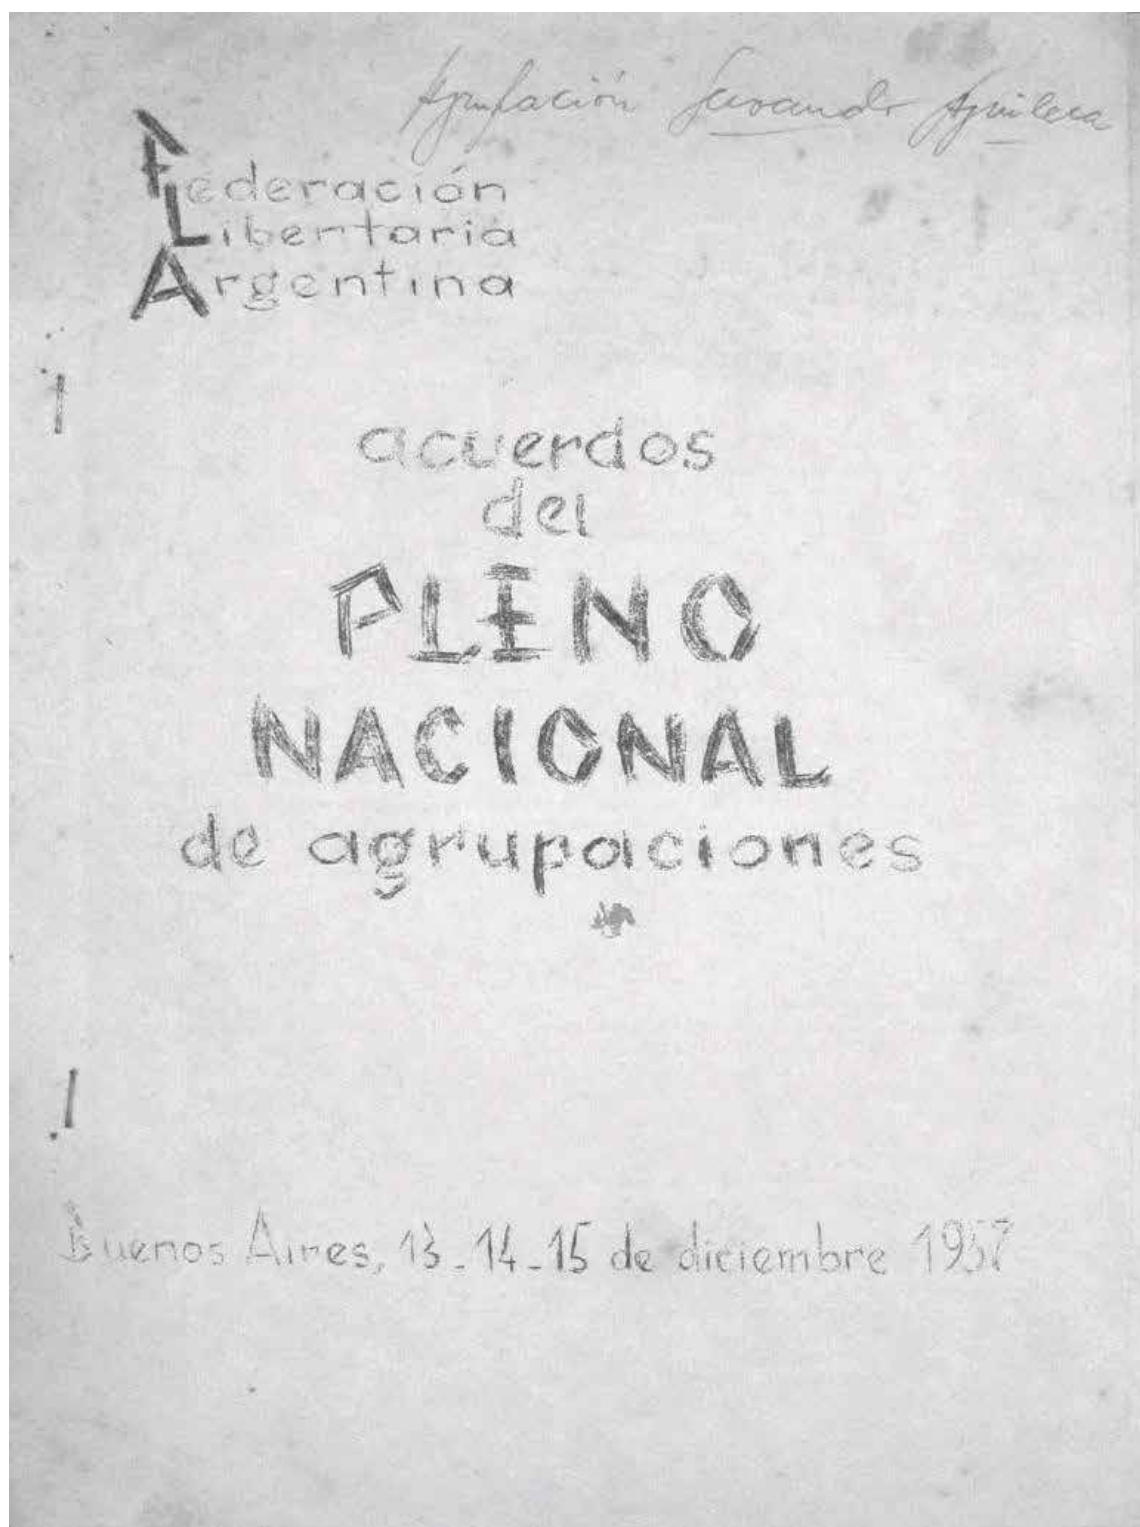 Agrupación Aguilera
Federación
Libertaria
Argentina
acuerdos
del
PLENO
NACIONAL
de agrupaciones
Buenos Aires, 13-14-15 de diciembre 1957